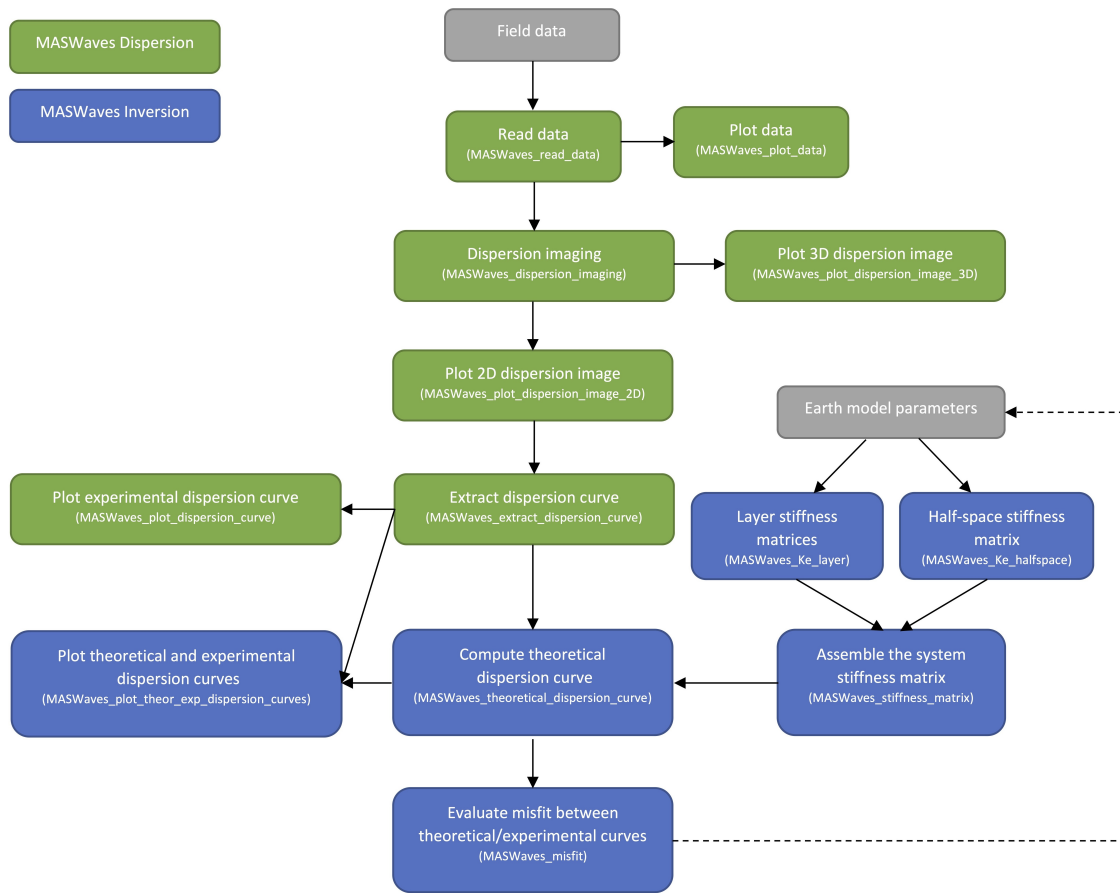 MASWaves Dispersion
MASWaves Inversion
Field data
Read data
(MASWaves_read_data)
Plot data
(MASWaves_plot_data)
Dispersion imaging
(MASWaves_dispersion_imaging)
Plot 3D dispersion image
(MASWaves_plot_dispersion_image_3D)
Plot 2D dispersion image
(MASWaves_plot_dispersion_image_2D)
Earth model parameters
Plot experimental dispersion curve
(MASWaves_plot_dispersion_curve)
Extract dispersion curve
(MASWaves_extract_dispersion_curve)
Layer stiffness
matrices
(MASWaves_Ke_layer)
Half-space stiffness
matrix
(MASWaves_Ke_halfspace)
Plot theoretical and experimental
dispersion curves
(MASWaves_plot_theor_exp_dispersion_curves)
Compute theoretical
dispersion curve
(MASWaves_theoretical_dispersion_curve)
Assemble the system
stiffness matrix
(MASWaves_stiffness_matrix)
Evaluate misfit between
theoretical/experimental curves
(MASWaves_misfit)